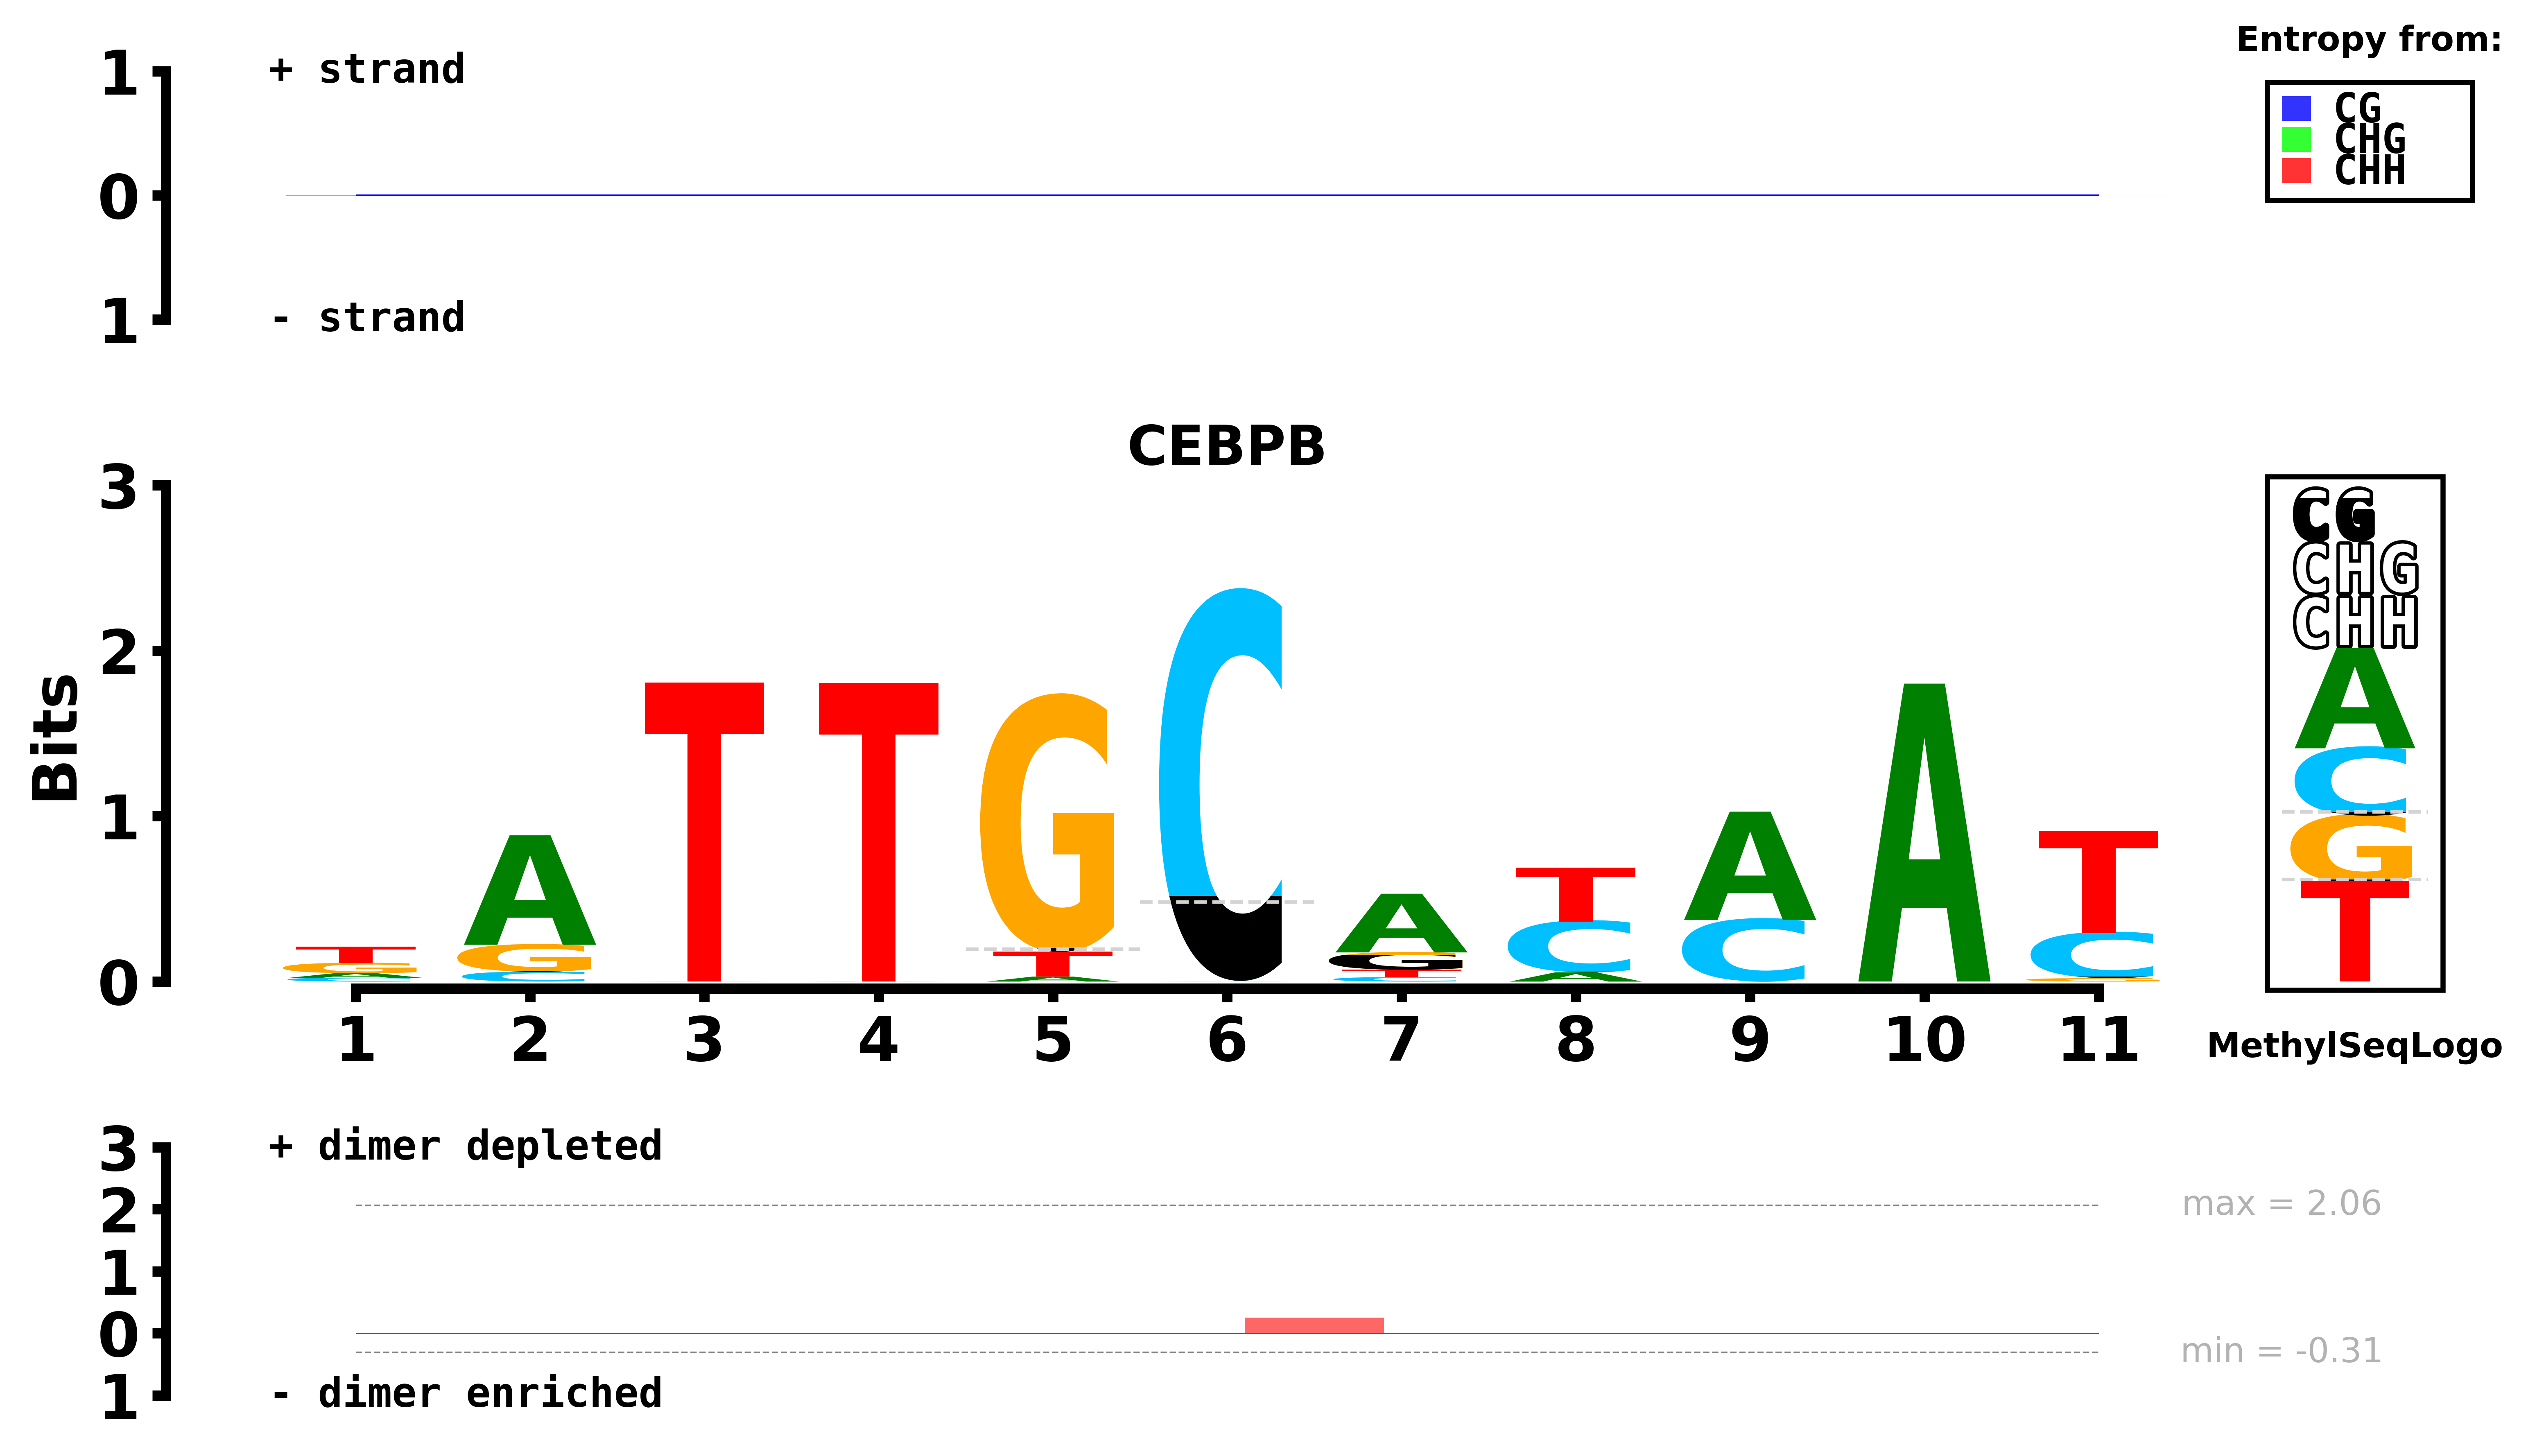 Entropy from:
CG
CHG
CHH
1
0
1
+ strand
- strand
CEBPB
Bits
3
2
1
0
T G A C
A G C
T
T
G T A
C
A G T C
T C A
A C
A
T C G
1 2 3 4 5 6 7 8 9 10 11
CG
CHG
CHH
A
C
G
T
MethylSeqLogo
3
2
1
0
1
+ dimer depleted
- dimer enriched
max = 2.06
min = -0.31